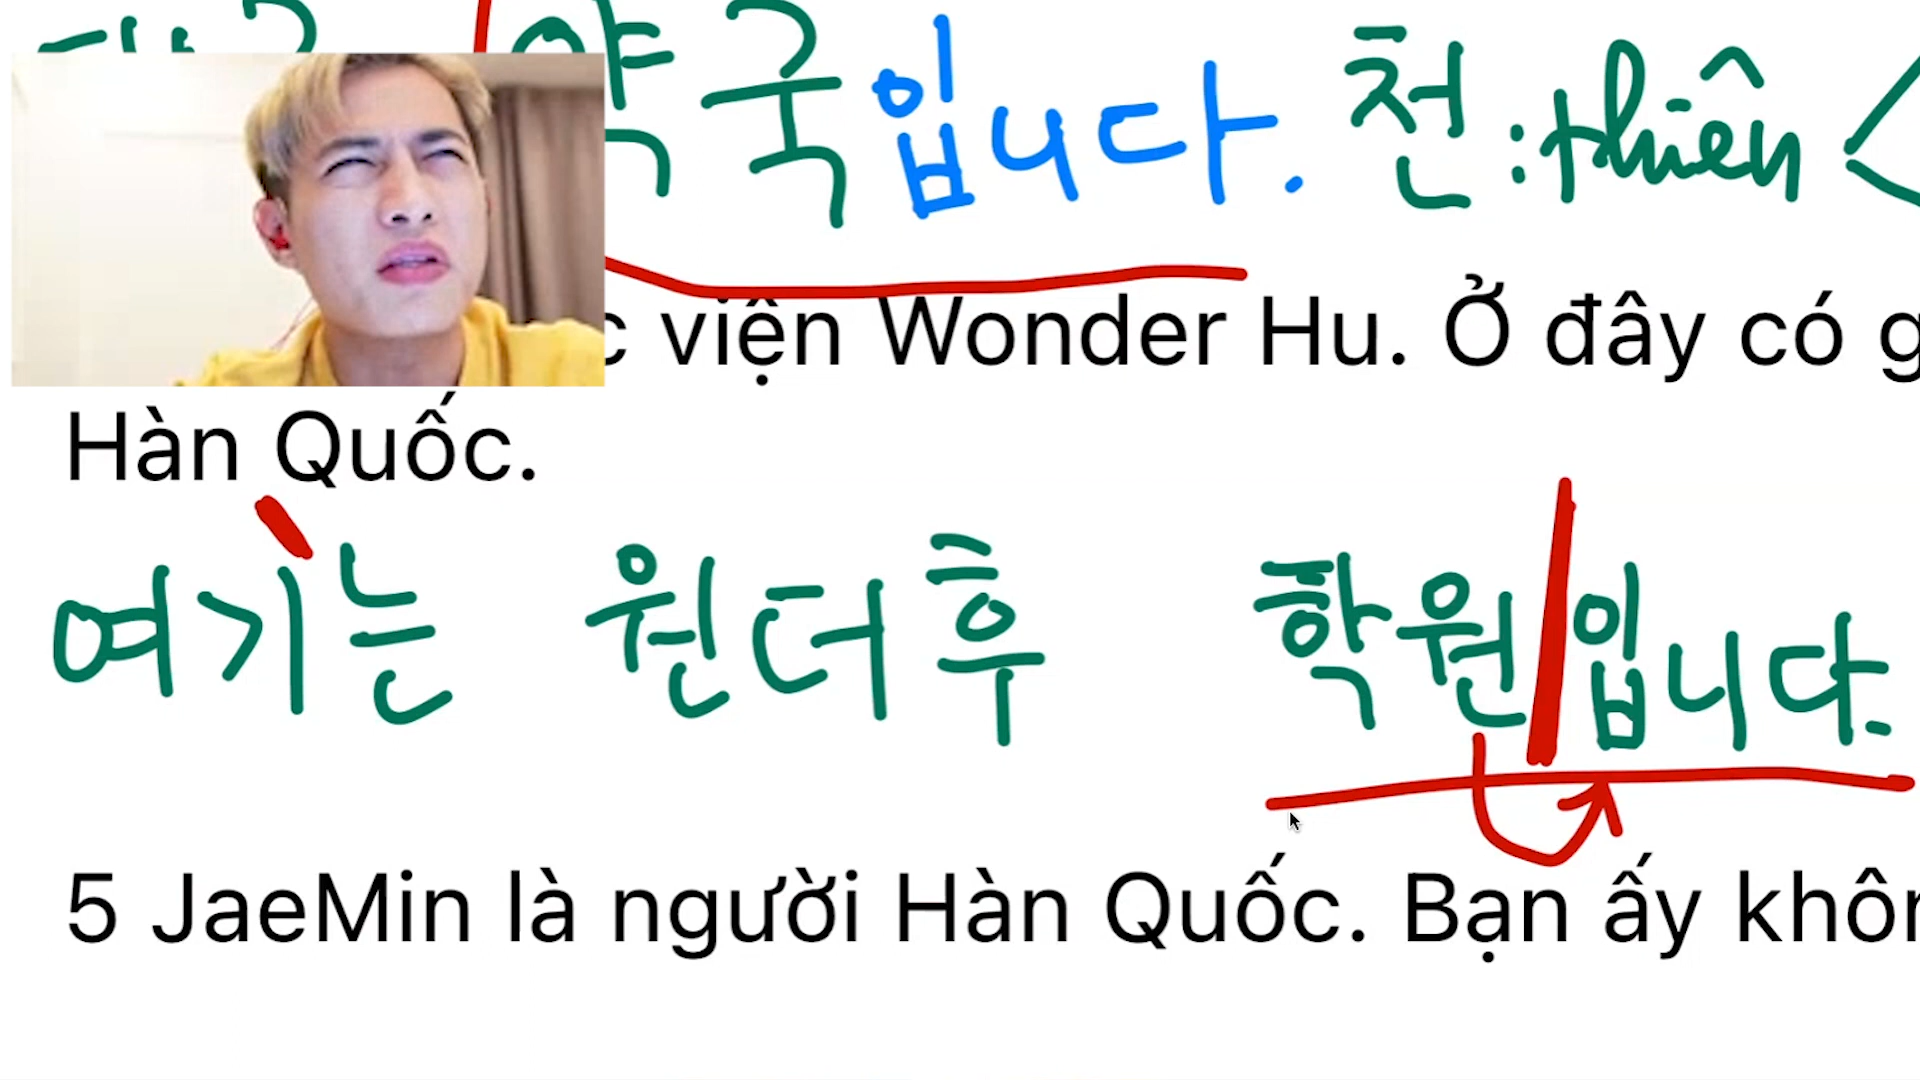 약국입니다. 천 : thiên <
c viện Wonder Hu. Ở đây có g
Hàn Quốc.
여기는 원더후 학원입니다.
5 JaeMin là người Hàn Quốc. Bạn ấy khôn